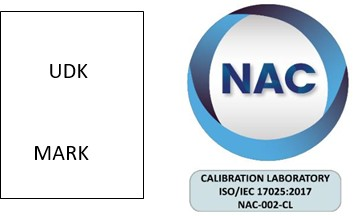 UDK
MARK
NAC
CALIBRATION LABORATORY
ISO/IEC 17025:2017
NAC-002-CL